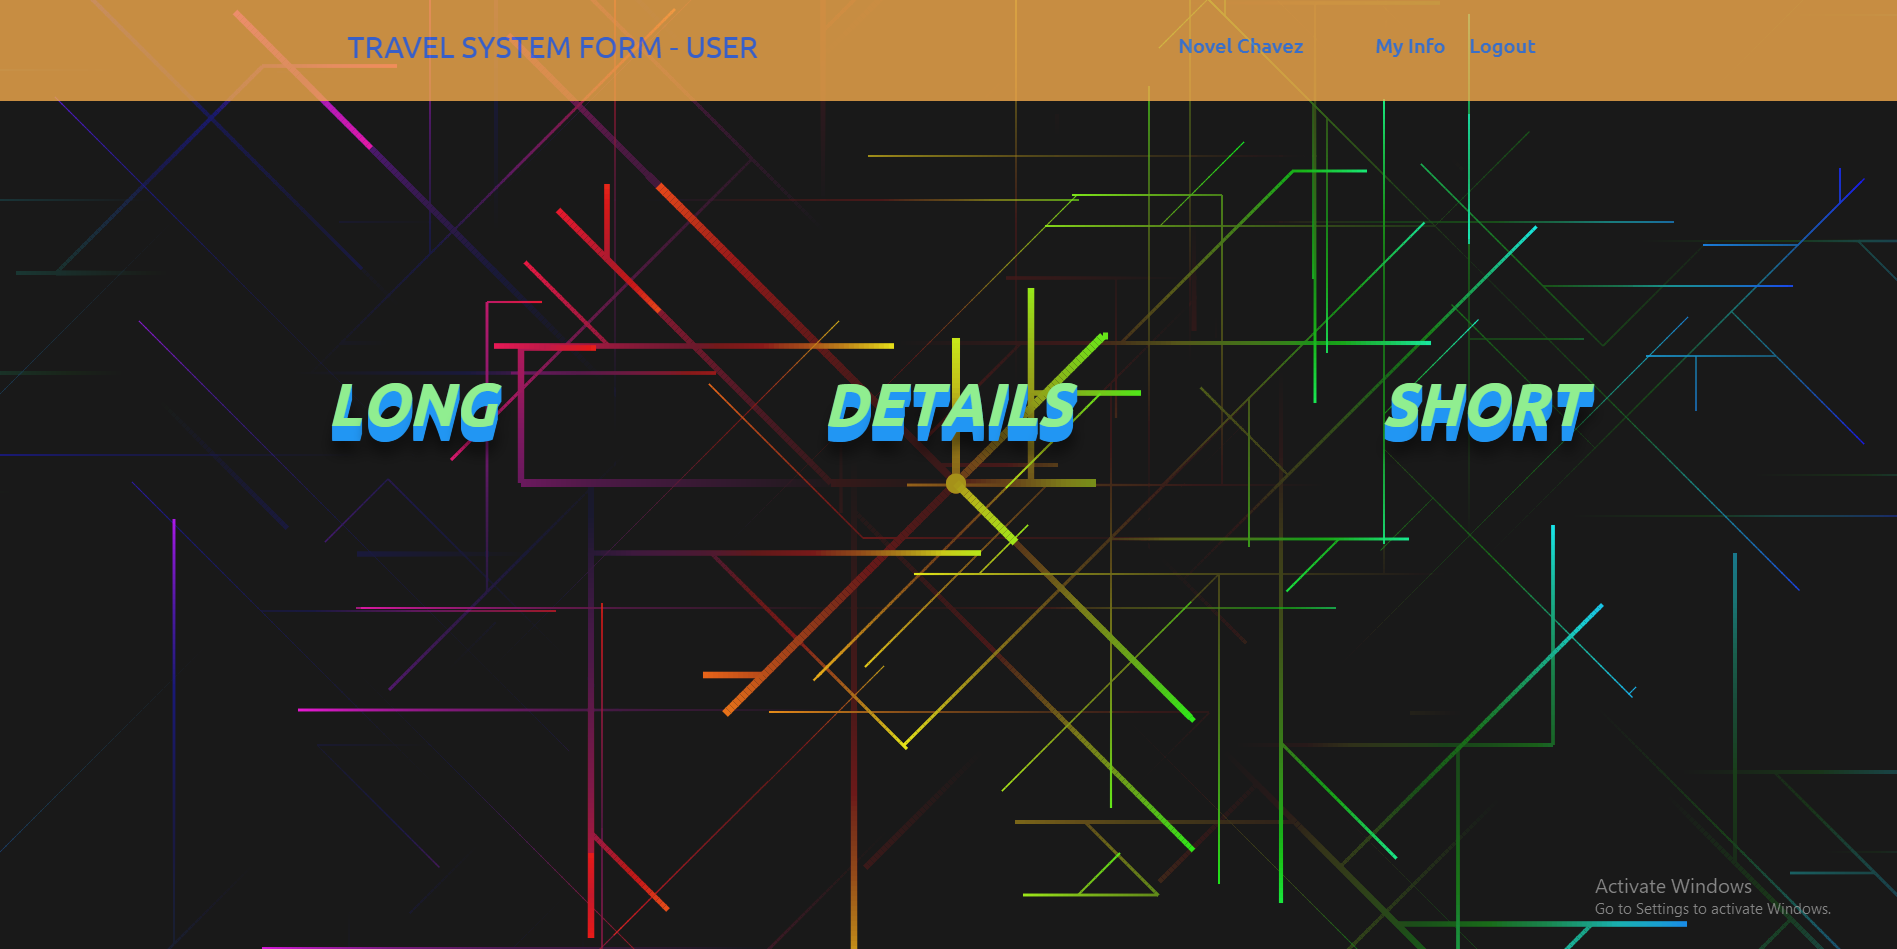 TRAVEL SYSTEM FORM - USER
Novel Chavez My Info Logout
LONG DETAILS SHORT
Activate Windows
Go to Settings to activate Windows.